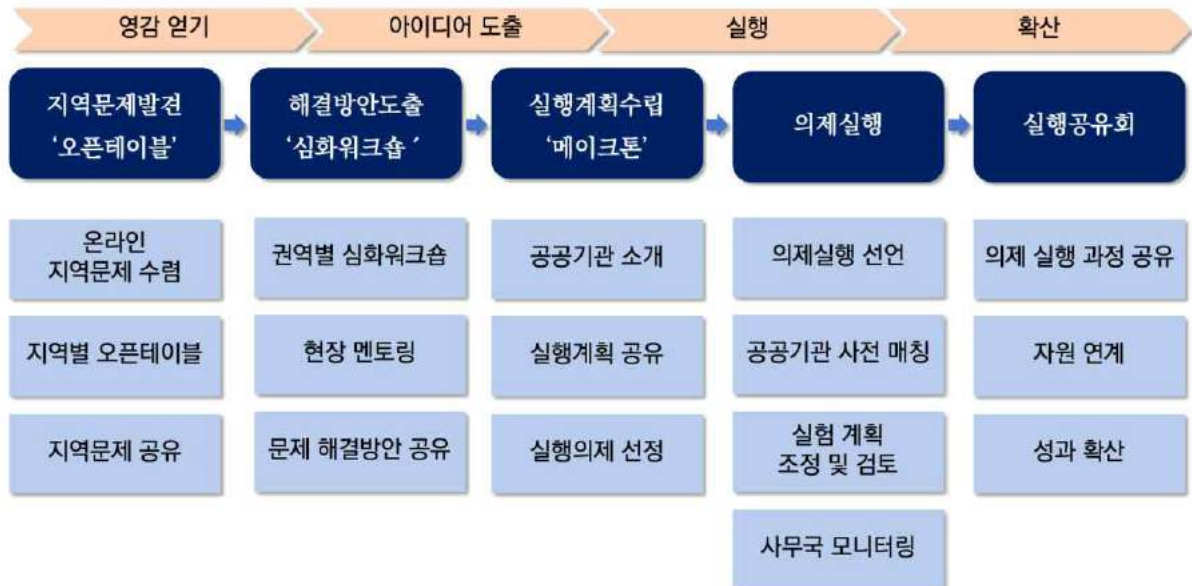 영감 얻기
아이디어 도출
실행
확산
지역문제발견
‘오픈테이블’
해결방안도출
‘심화워크숍 ´
실행계획수립
‘메이크톤’
의제실행
실행공유회
온라인
지역문제 수렴
지역별 오픈테이블
지역문제 공유
권역별 심화워크숍
현장 멘토링
문제 해결방안 공유
공공기관 소개
실행계획 공유
실행의제 선정
의제실행 선언
공공기관 사전 매칭
실험 계획
조정 및 검토
사무국 모니터링
의제 실행 과정 공유
자원 연계
성과 확산